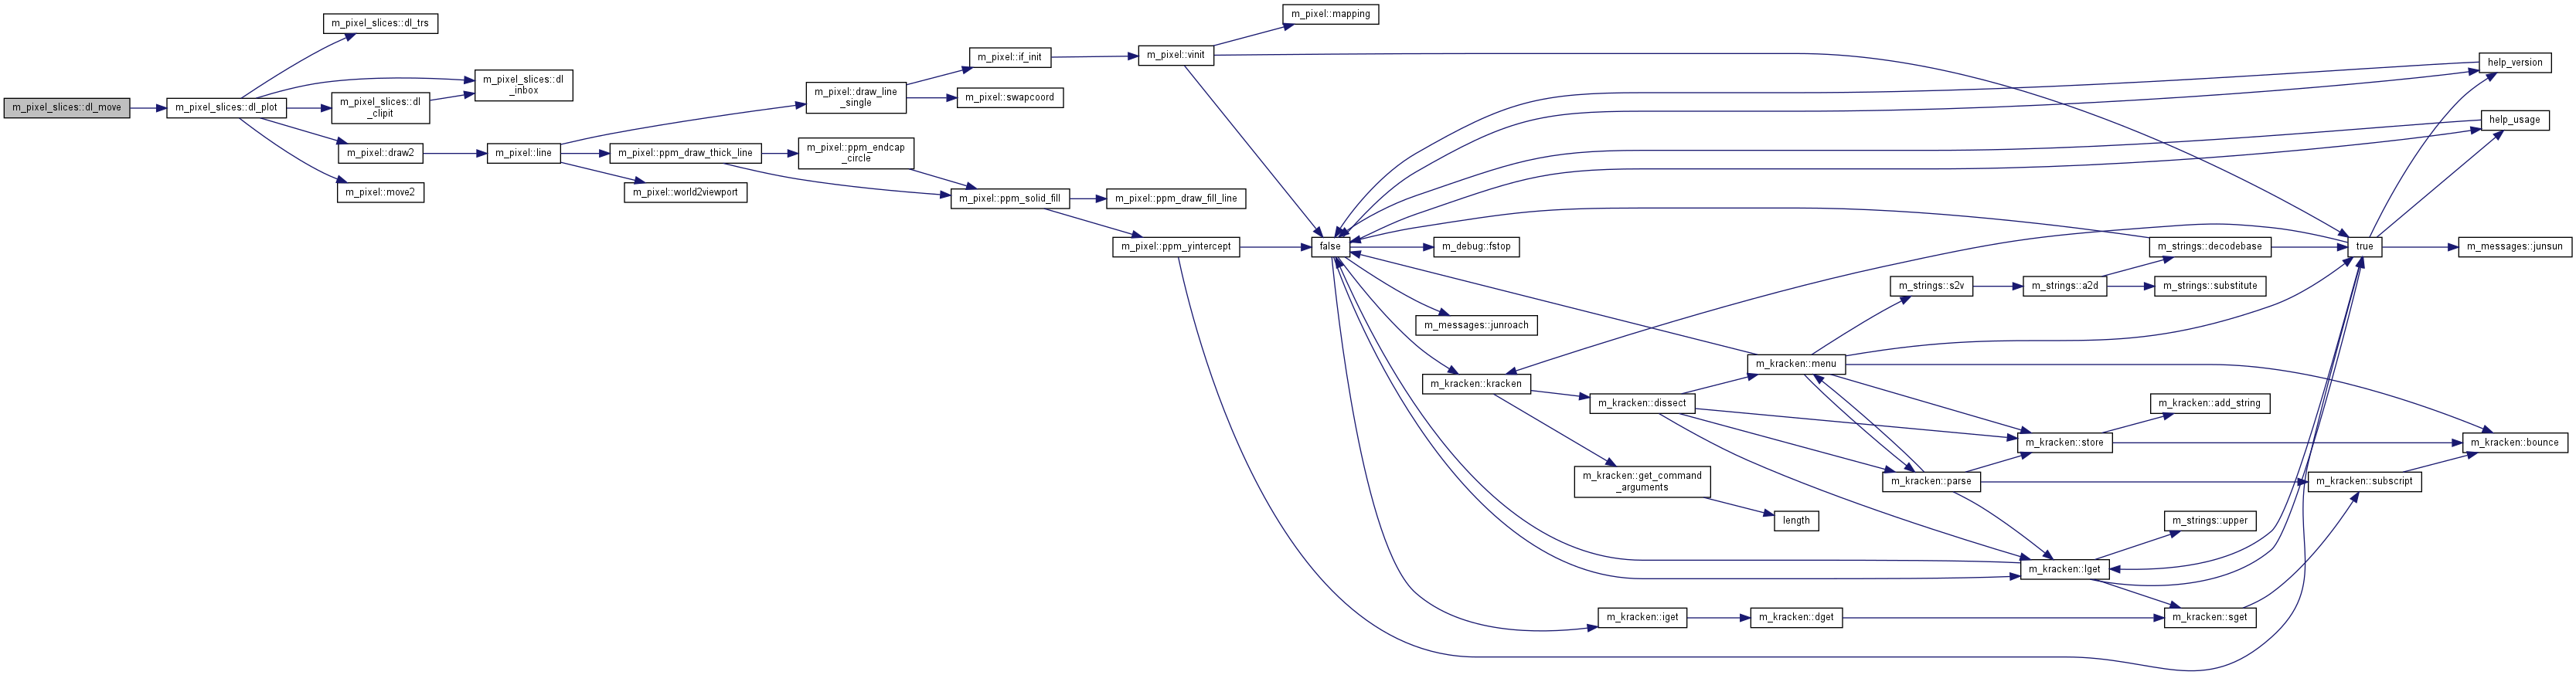 m_pixel_slices::dl_move
m_pixel_slices::dl_plot
m_pixel_slices::dl_trs
m_pixel_slices::dl
_inbox
m_pixel_slices::dl
_clipit
m_pixel::draw2
m_pixel::move2
m_pixel::line
m_pixel::draw_line
_single
m_pixel::ppm_draw_thick_line
m_pixel::world2viewport
m_pixel::if_init
m_pixel::swapcoord
m_pixel::ppm_endcap
_circle
m_pixel::ppm_solid_fill
m_pixel::vinit
m_pixel::ppm_draw_fill_line
m_pixel::ppm_yintercept
m_pixel::mapping
false
m_debug::fstop
m_messages::junroach
m_kracken::kracken
m_kracken::dissect
m_kracken::get_command
_arguments
length
m_kracken::iget
m_kracken::dget
m_kracken::menu
m_kracken::parse
m_strings::s2v
m_strings::a2d
m_strings::decodebase
m_strings::substitute
m_kracken::store
m_kracken::add_string
m_kracken::lget
m_strings::upper
m_kracken::sget
m_kracken::subscript
m_kracken::bounce
true
help_version
help_usage
m_messages::junsun